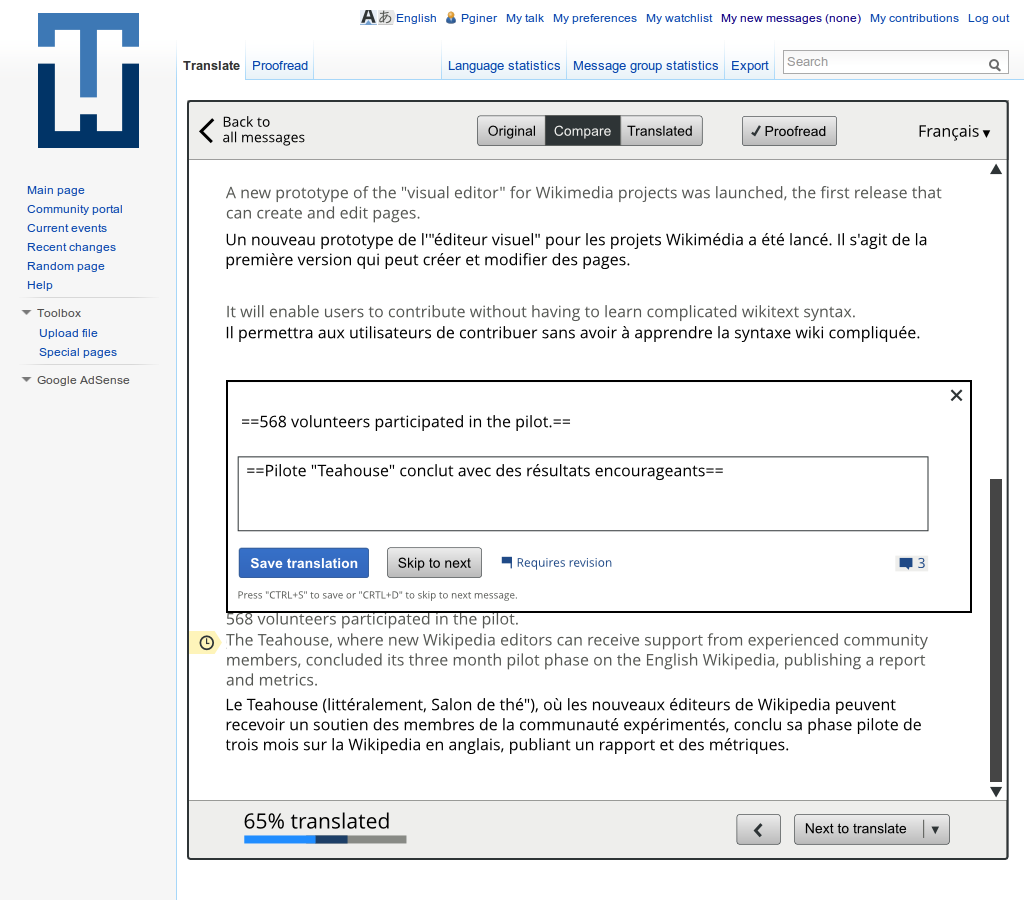 Aあ English Pginer My talk My preferences My watchlist My new messages (none) My contributions Log out
Translate Proofread Language statistics Message group statistics Export Search
Main page
Community portal
Current events
Recent changes
Random page
Help
Toolbox
Upload file
Special pages
Google AdSense
Back to
all messages
Original Compare Translated ✓Proofread Français ▾
A new prototype of the "visual editor" for Wikimedia projects was launched, the first release that
can create and edit pages.
Un nouveau prototype de l'"éditeur visuel" pour les projets Wikimédia a été lancé. Il s'agit de la
première version qui peut créer et modifier des pages.
It will enable users to contribute without having to learn complicated wikitext syntax.
Il permettra aux utilisateurs de contribuer sans avoir à apprendre la syntaxe wiki compliquée.
==568 volunteers participated in the pilot.==
==Pilote "Teahouse" conclut avec des résultats encourageants==
Save translation Skip to next Requires revision 3
Press "CTRL+S" to save or "CRTL+D" to skip to next message.
568 volunteers participated in the pilot.
The Teahouse, where new Wikipedia editors can receive support from experienced community
members, concluded its three month pilot phase on the English Wikipedia, publishing a report
and metrics.
Le Teahouse (littéralement, Salon de thé"), où les nouveaux éditeurs de Wikipedia peuvent
recevoir un soutien des membres de la communauté expérimentés, conclu sa phase pilote de
trois mois sur la Wikipedia en anglais, publiant un rapport et des métriques.
65% translated
Next to translate